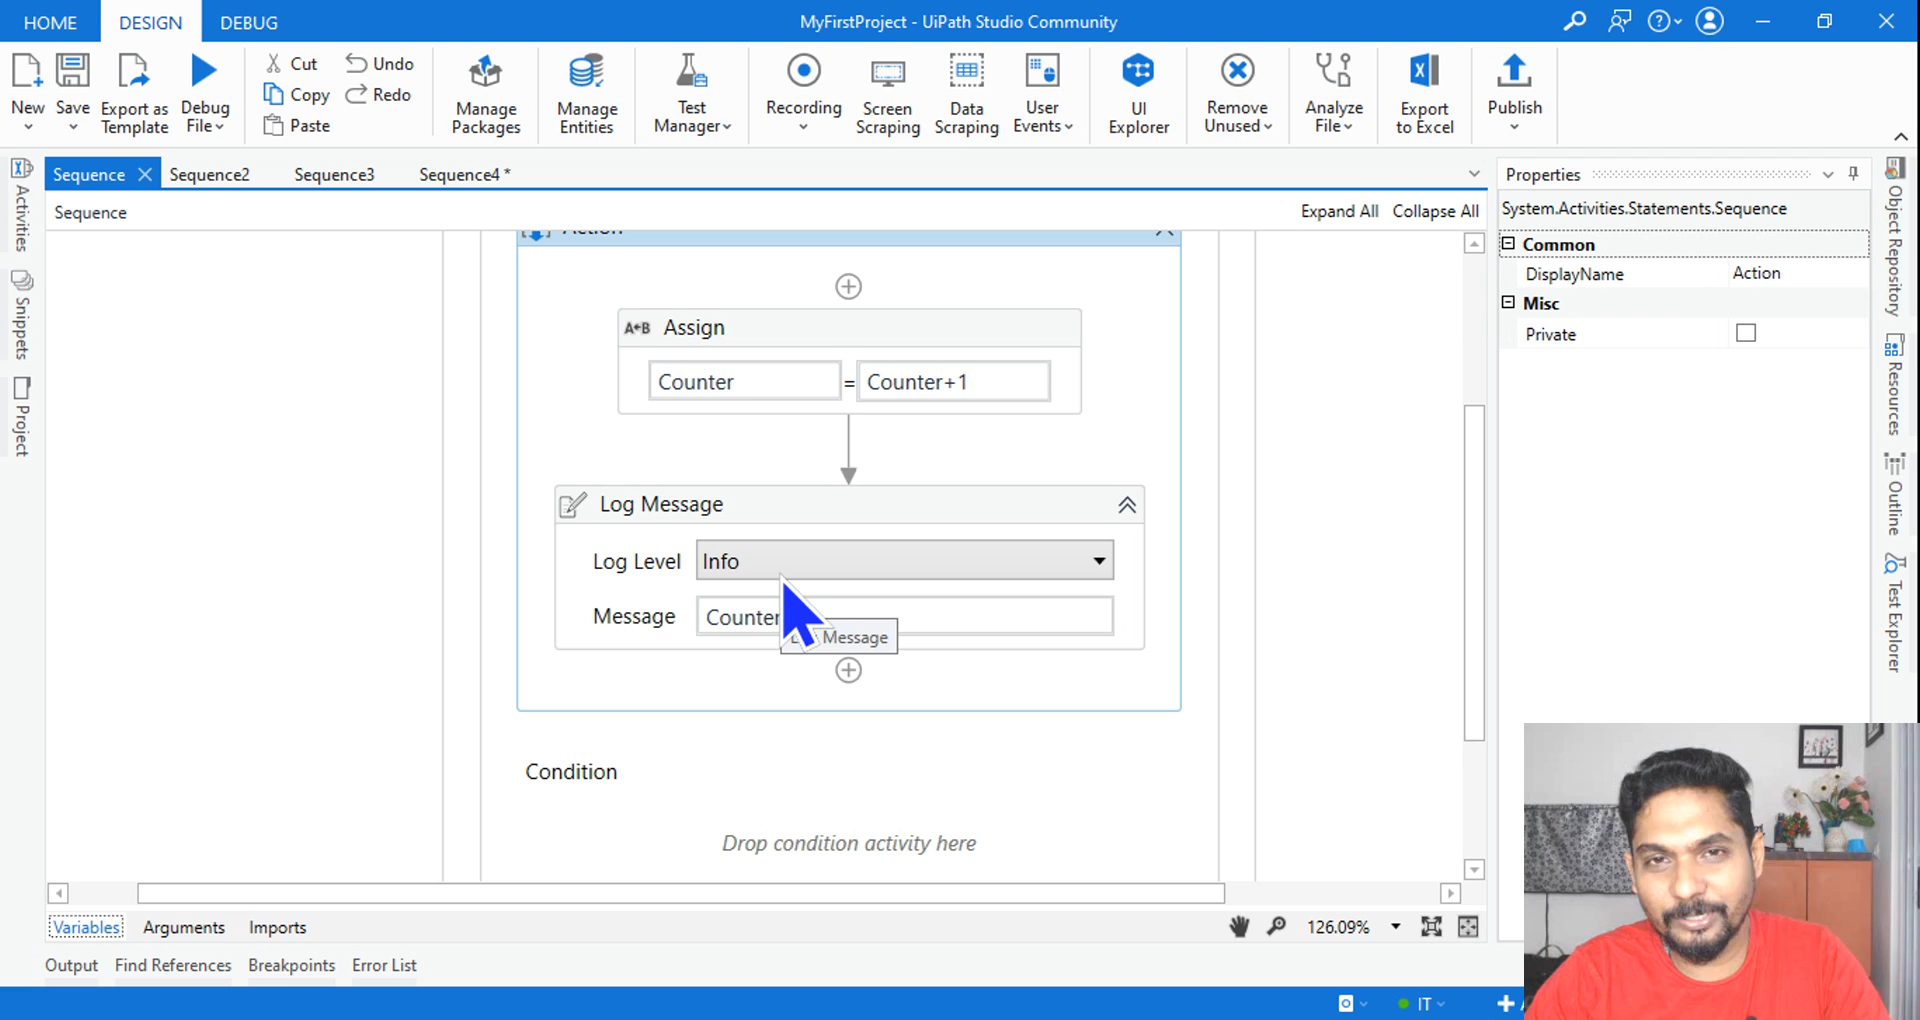 HOME DESIGN DEBUG MyFirstProject - UiPath Studio Community
New Save Export as Template Debug File
Cut Copy Paste Undo Redo
Manage Packages
Manage Entities
Test Manager
Recording
Screen Scraping
Data Scraping
User Events
UI Explorer
Remove Unused
Analyze File
Export to Excel
Publish
Activities
Snippets
Project
Sequence Sequence2 Sequence3 Sequence4 *
Sequence Expand All Collapse All
Action
A B Assign
Counter = Counter+1
Log Message
Log Level Info
Message Counter
Message
Condition
Drop condition activity here
Variables Arguments Imports 126.09%
Output Find References Breakpoints Error List
Properties
System.Activities.Statements.Sequence
Common
DisplayName Action
Misc
Private
Object Repository
Resources
Outline
Test Explorer
IT